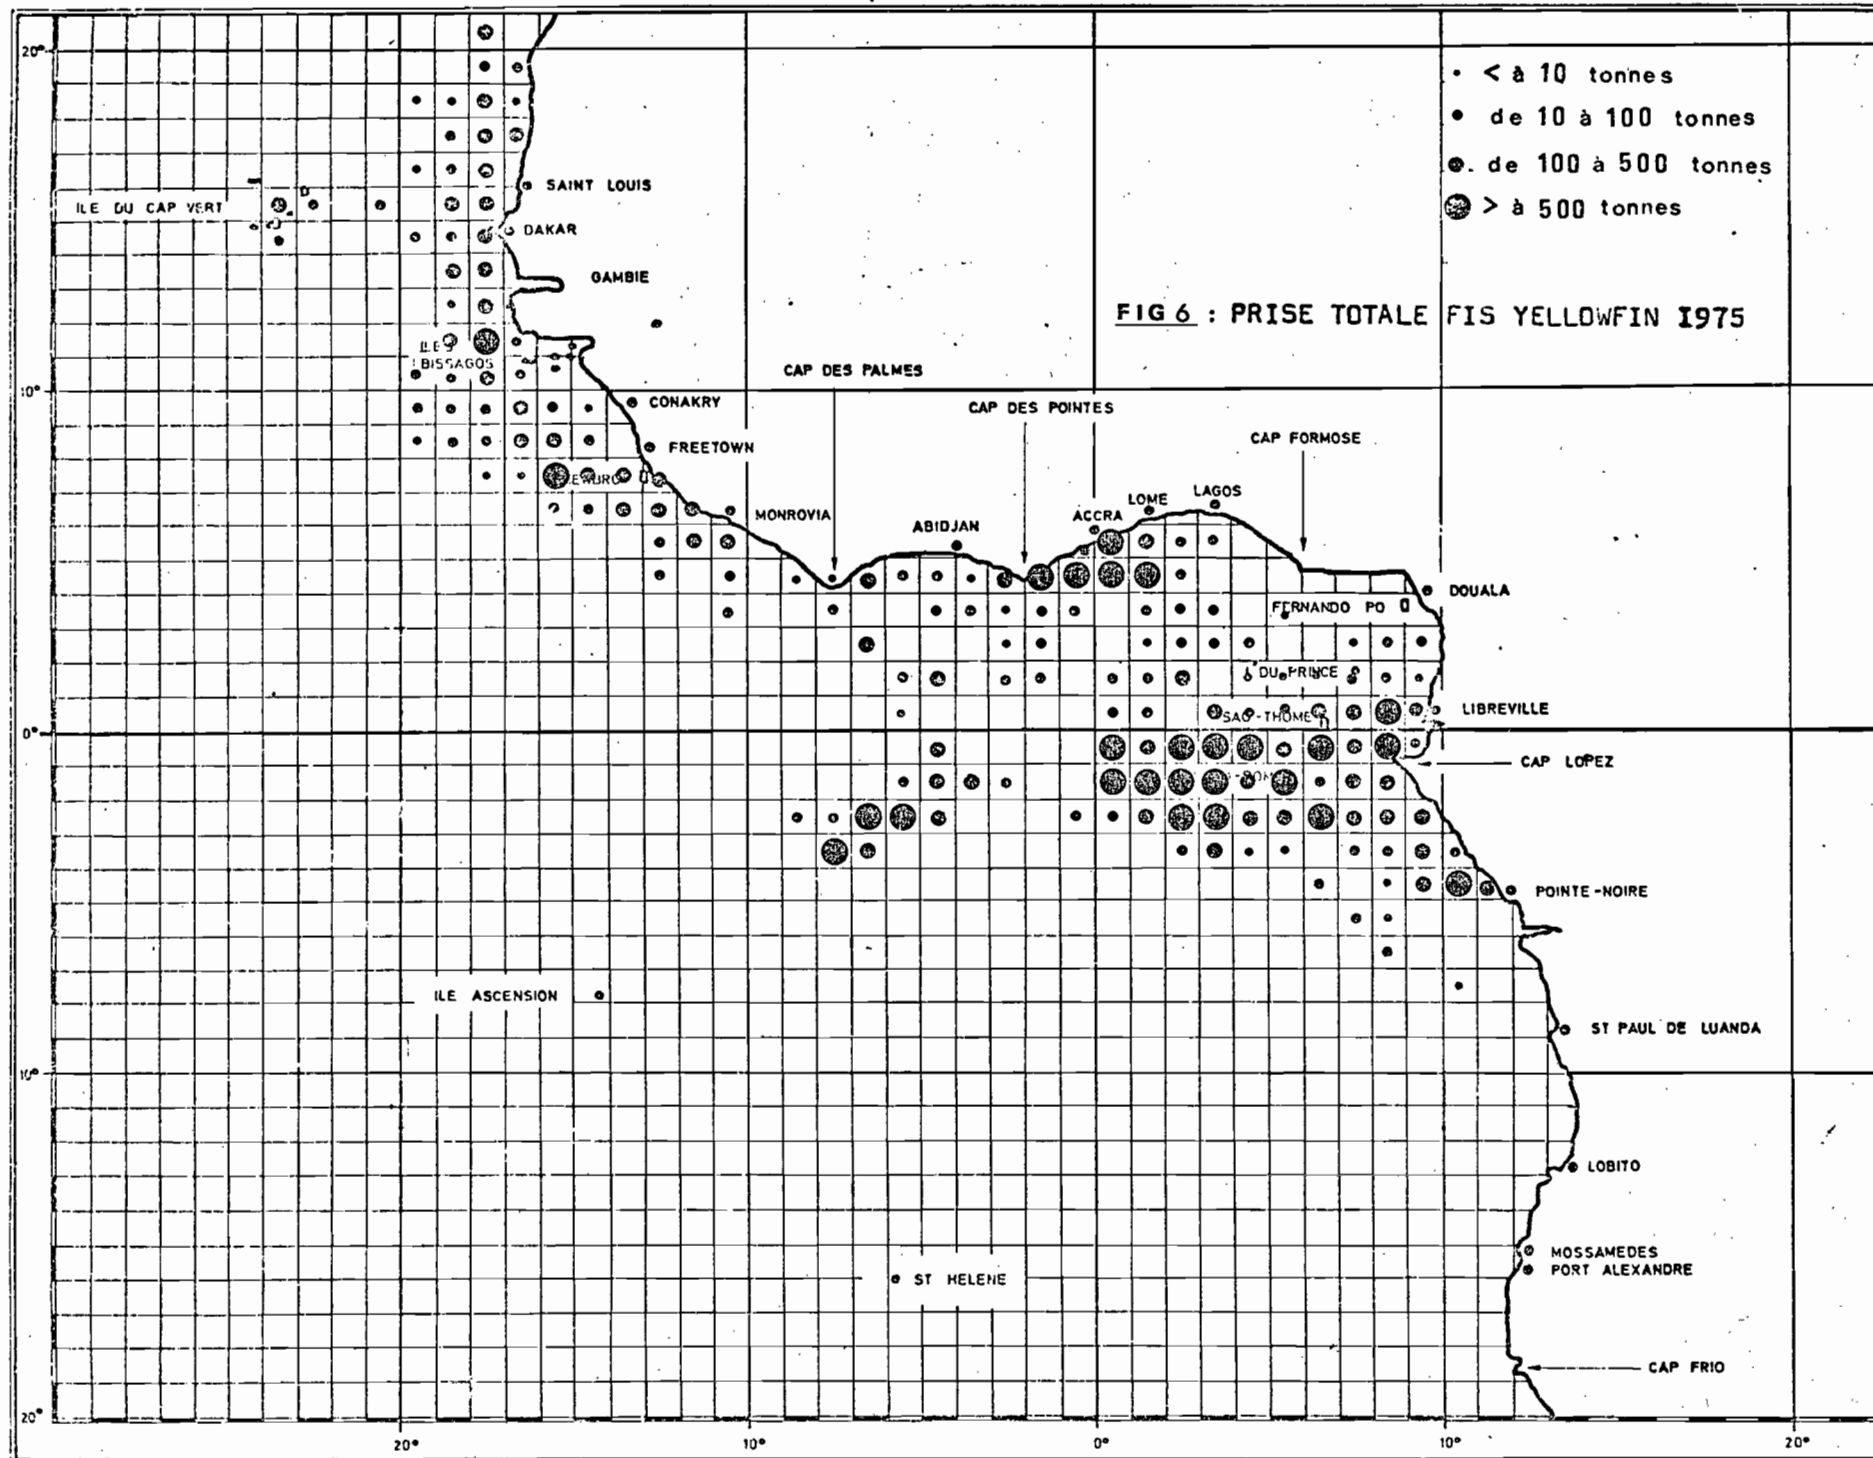 20°
< à 10 tonnes
de 10 à 100 tonnes
de 100 à 500 tonnes
> à 500 tonnes
SAINT LOUIS
ILE DU CAP VERT
DAKAR
GAMBIE
FIG 6 : PRISE TOTALE FIS YELLOWFIN 1975
ILES
BISSAGOS
CAP DES PALMES
10°
CONAKRY
CAP DES POINTES
CAP FORMOSE
FREETOWN
MONROVIA
ABIDJAN
ACCRA
LOME
LAGOS
DOUALA
FERNANDO PO
DU PRINCE
LIBREVILLE
SAO-THOME
0°
CAP LOPEZ
POINTE-NOIRE
ILE ASCENSION
ST PAUL DE LUANDA
10°
LOBITO
MOSSAMEDES
PORT ALEXANDRE
ST HELENE
CAP FRIO
20°
20° 10° 0° 10° 20°